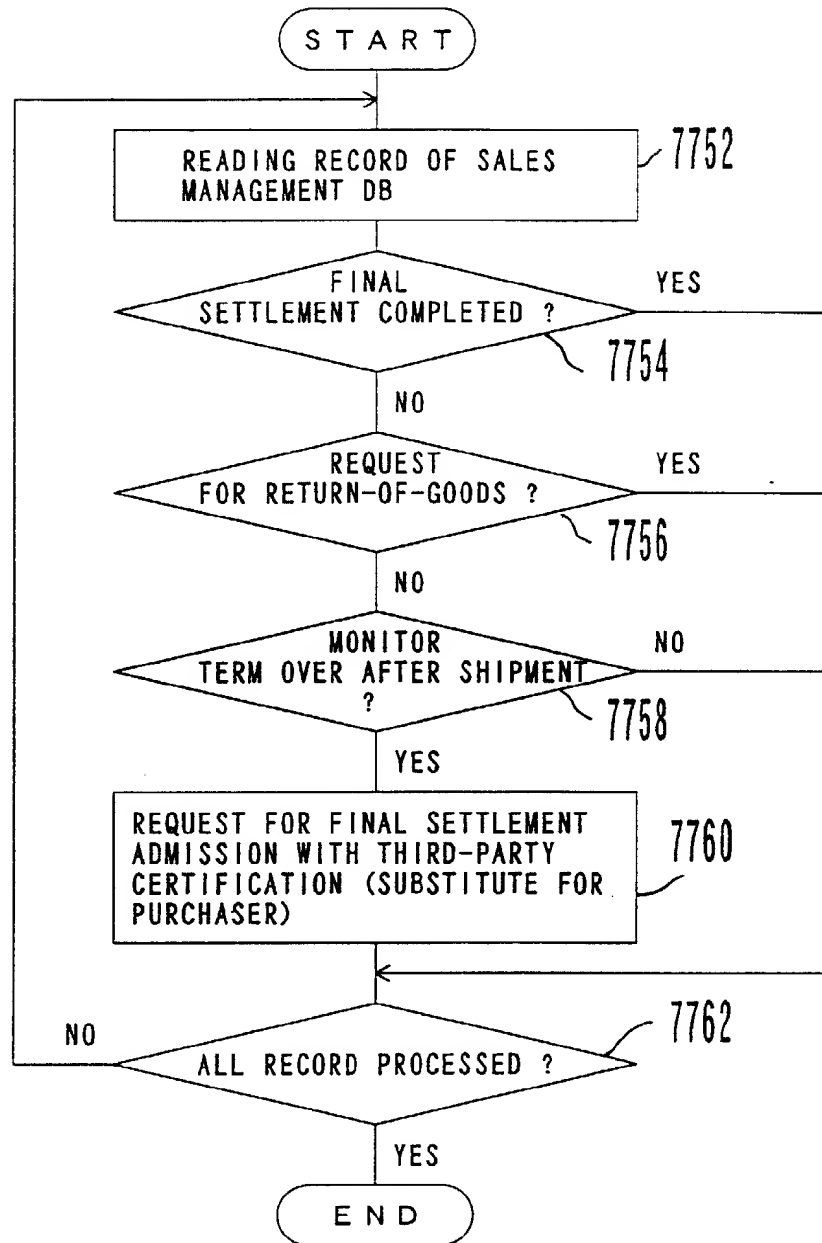 START
READING RECORD OF SALES
MANAGEMENT DB
7752
FINAL
SETTLEMENT COMPLETED ?
YES
7754
NO
REQUEST
FOR RETURN-OF-GOODS ?
YES
7756
NO
MONITOR
TERM OVER AFTER SHIPMENT
?
NO
7758
YES
REQUEST FOR FINAL SETTLEMENT
ADMISSION WITH THIRD-PARTY
CERTIFICATION (SUBSTITUTE FOR
PURCHASER)
7760
NO
ALL RECORD PROCESSED ?
7762
YES
END